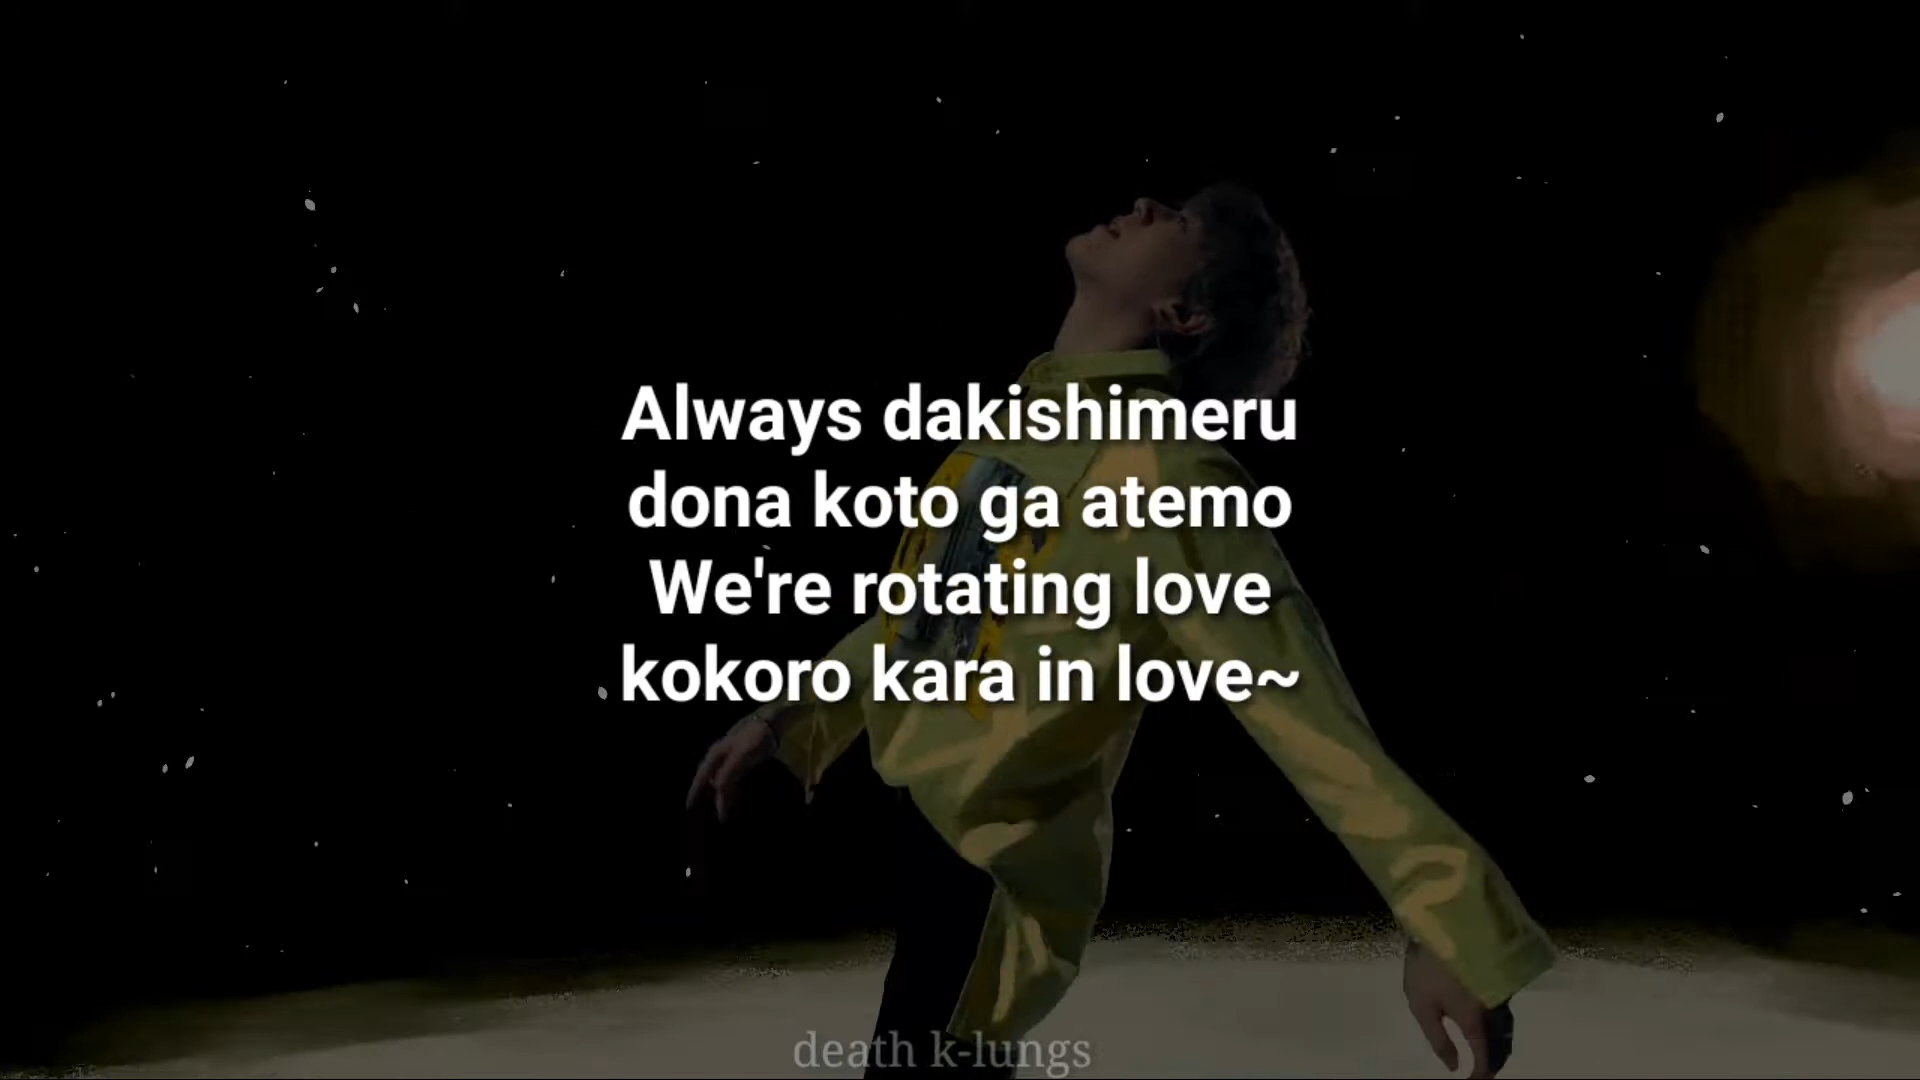 Always dakishimeru
dona koto ga atemo
We're rotating love
kokoro kara in love~
death k-lungs